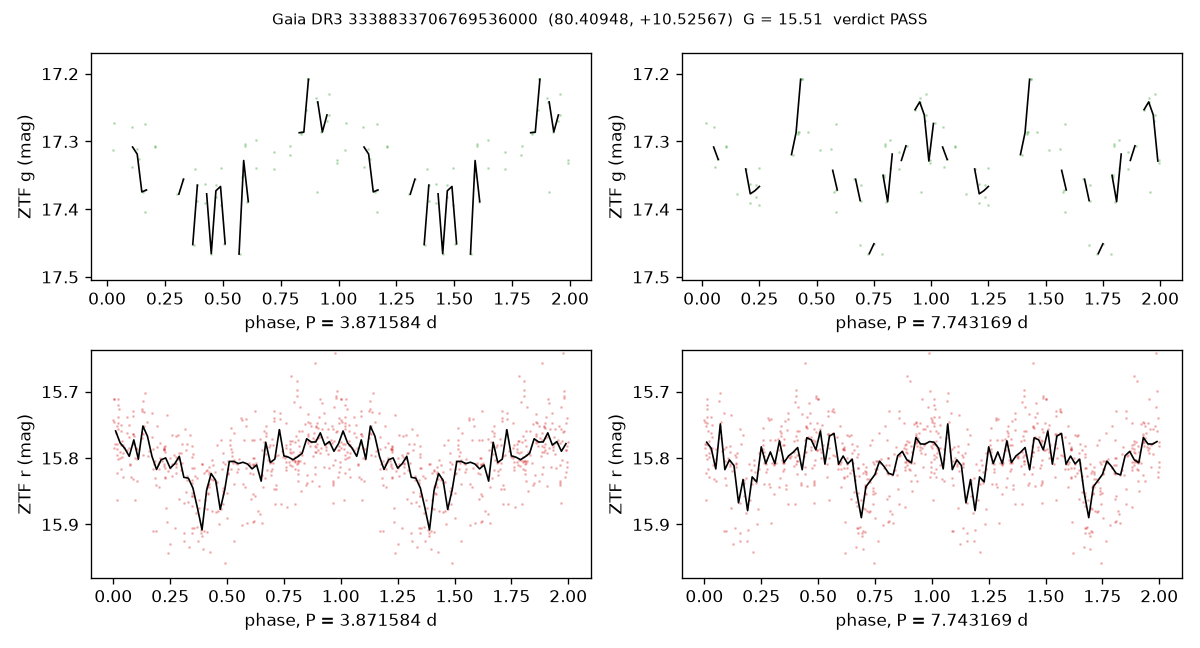 Gaia DR3 3338833706769536000 (80.40948, +10.52567) G = 15.51 verdict PASS
ZTF g (mag)
17.2
17.3
17.4
17.5
0.00 0.25 0.50 0.75 1.00 1.25 1.50 1.75 2.00
phase, P = 3.871584 d
ZTF g (mag)
17.2
17.3
17.4
17.5
0.00 0.25 0.50 0.75 1.00 1.25 1.50 1.75 2.00
phase, P = 7.743169 d
ZTF r (mag)
15.7
15.8
15.9
0.00 0.25 0.50 0.75 1.00 1.25 1.50 1.75 2.00
phase, P = 3.871584 d
ZTF r (mag)
15.7
15.8
15.9
0.00 0.25 0.50 0.75 1.00 1.25 1.50 1.75 2.00
phase, P = 7.743169 d